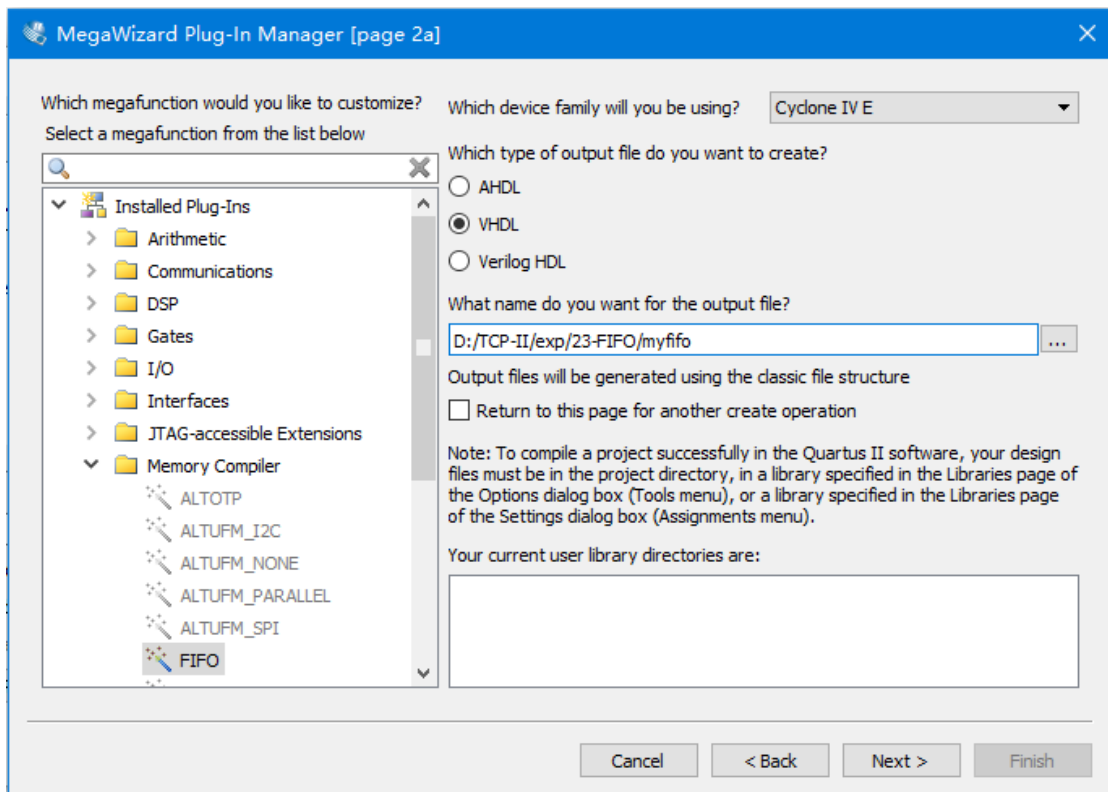 MegaWizard Plug-In Manager [page 2a]
Which megafunction would you like to customize?
Select a megafunction from the list below
Installed Plug-Ins
Arithmetic
Communications
DSP
Gates
I/O
Interfaces
JTAG-accessible Extensions
Memory Compiler
ALTOTP
ALTUFM_I2C
ALTUFM_NONE
ALTUFM_PARALLEL
ALTUFM_SPI
FIFO
Which device family will you be using?
Cyclone IV E
Which type of output file do you want to create?
AHDL
VHDL
Verilog HDL
What name do you want for the output file?
D:/TCP-II/exp/23-FIFO/myfifo
...
Output files will be generated using the classic file structure
Return to this page for another create operation
Note: To compile a project successfully in the Quartus II software, your design
files must be in the project directory, in a library specified in the Libraries page of
the Options dialog box (Tools menu), or a library specified in the Libraries page
of the Settings dialog box (Assignments menu).
Your current user library directories are:
Cancel
< Back
Next >
Finish